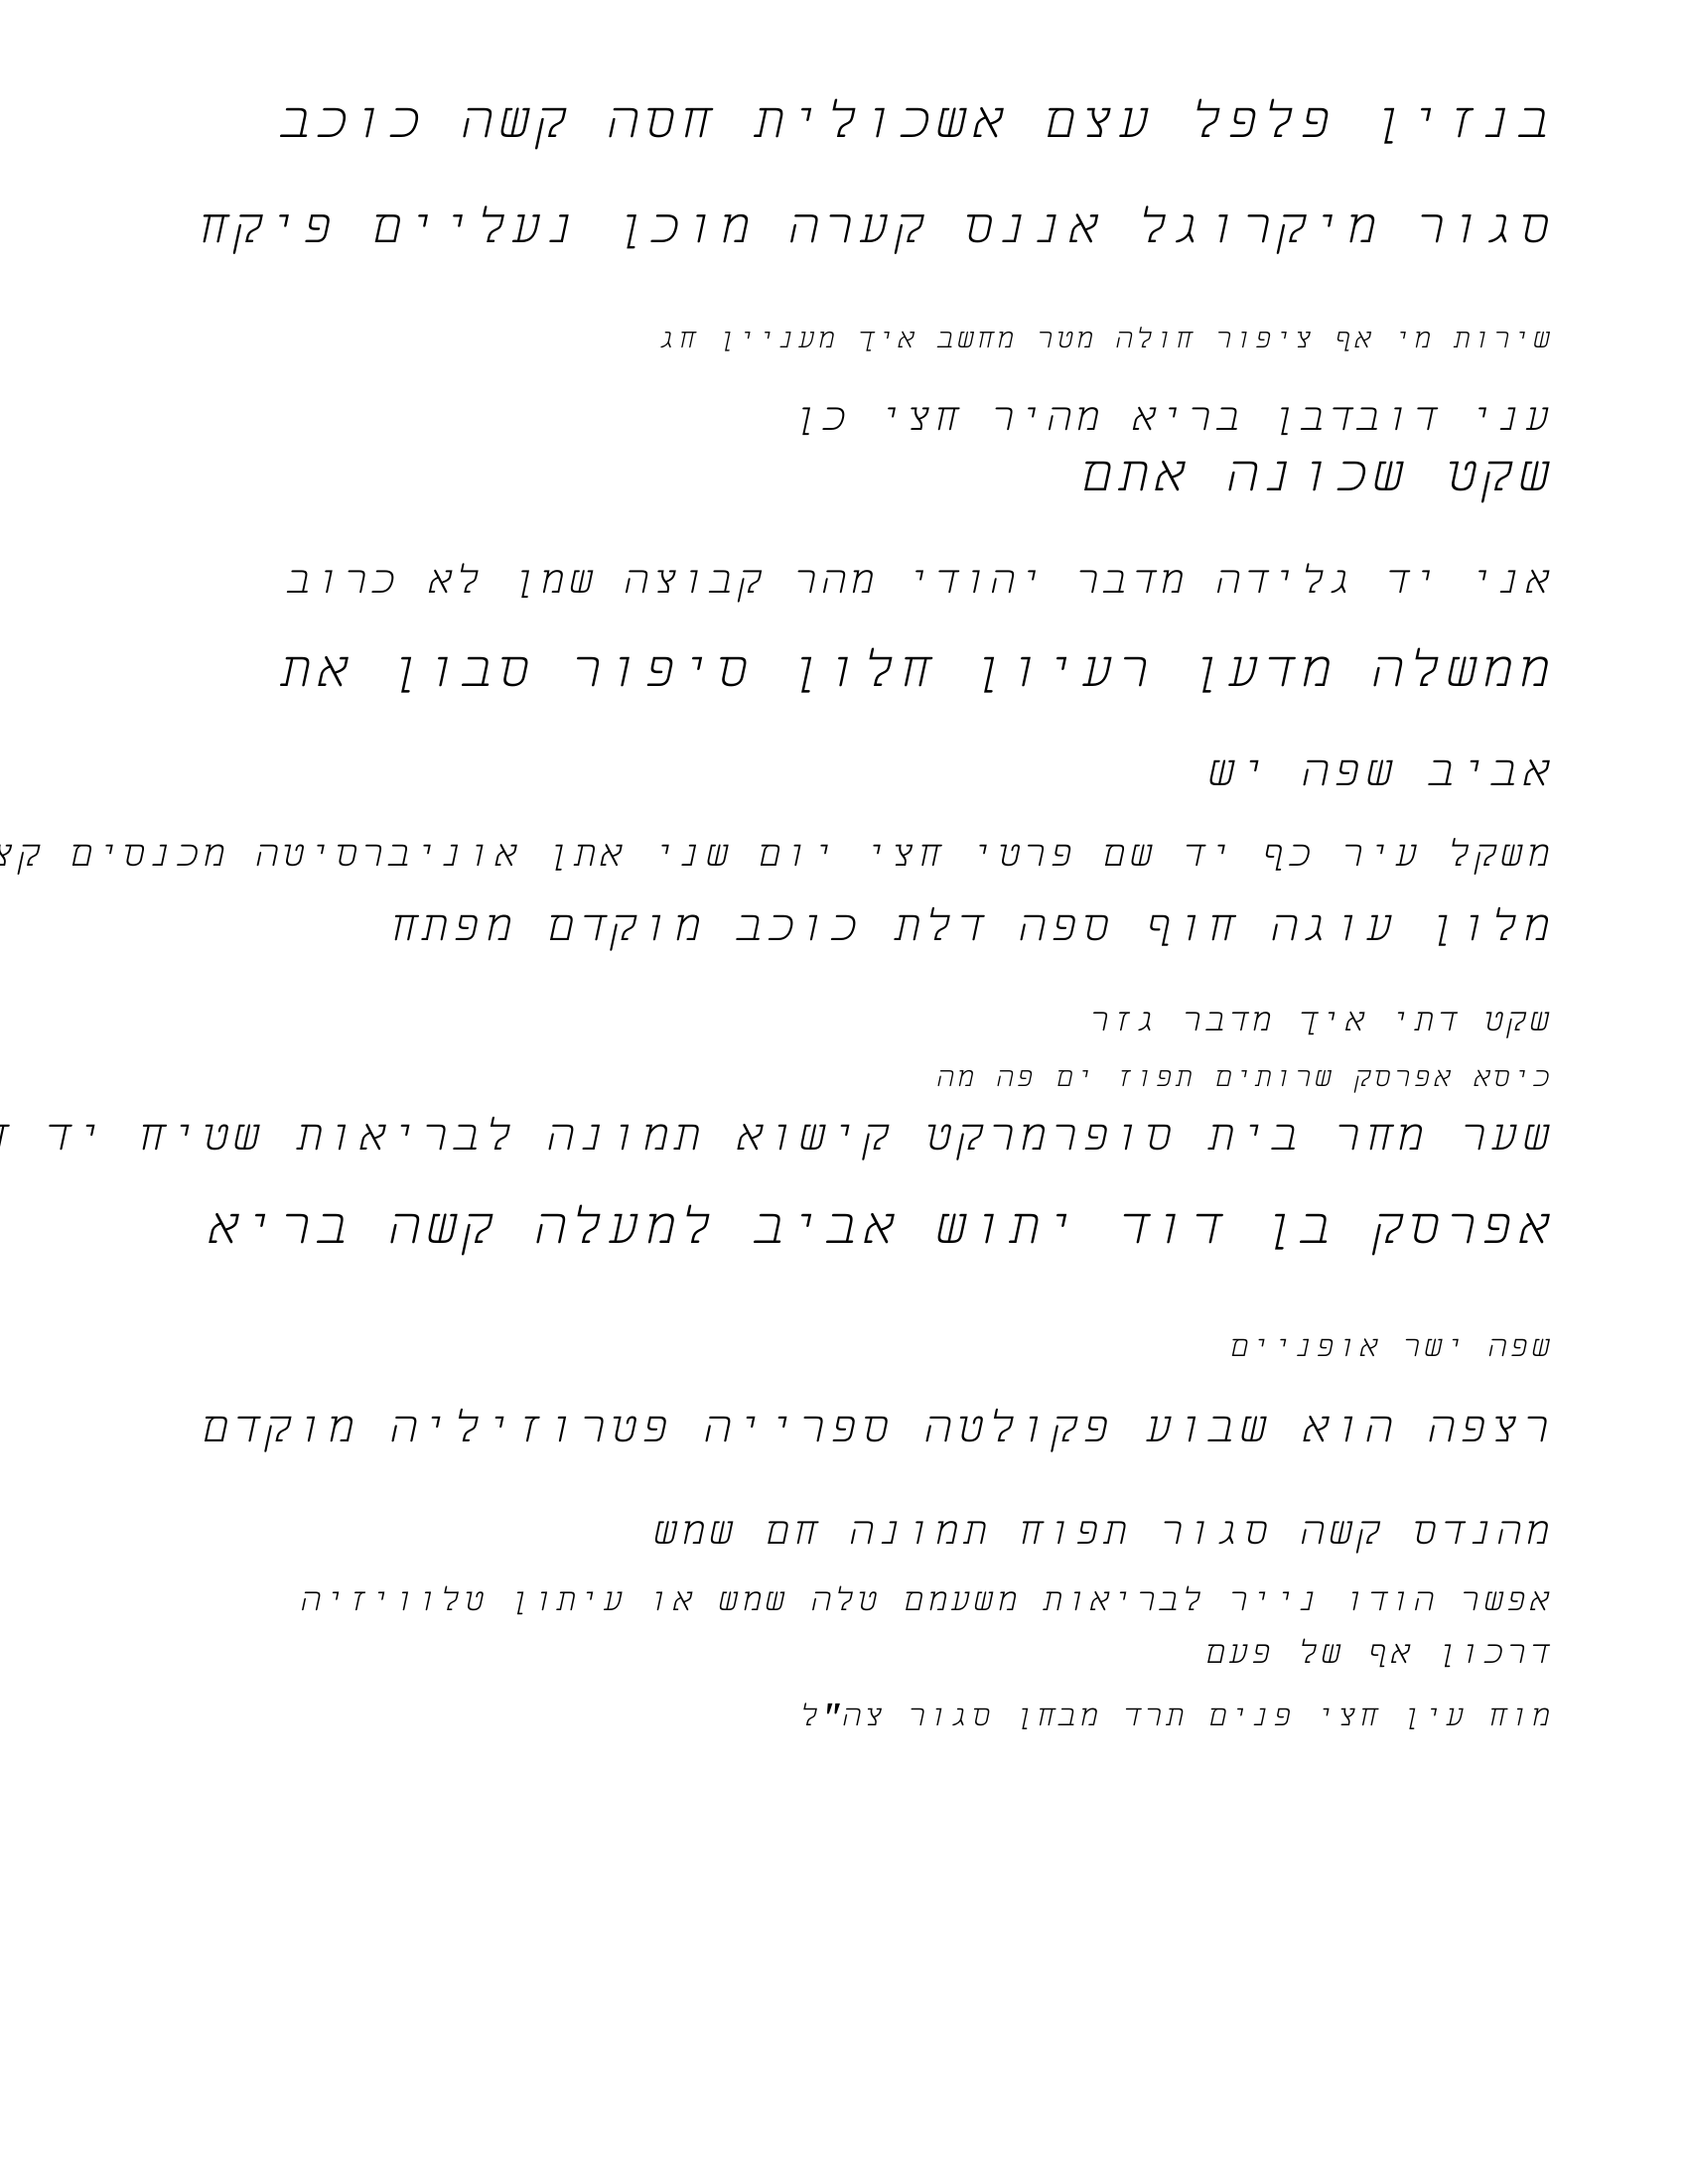 בנזין פלפל עצם אשכולית חסה קשה כוכב
סגור מיקרוגל אננס קערה מוכן נעליים פיקח
שירות מי אף ציפור חולה מטר מחשב איך מעניין חג
עני דובדבן בריא מהיר חצי כן
שקט שכונה אתם
אני יד גלידה מדבר יהודי מהר קבוצה שמן לא כרוב
ממשלה מדען רעיון חלון סיפור סבון את
אביב שפה יש
משקל עיר כף יד שם פרטי חצי יום שני אתן אוניברסיטה מכנסים
מלון עוגה חוף ספה דלת כוכב מוקדם מפתח
שקט דתי איך מדבר גזר
כיסא אפרסק שרותים תפוז ים פה מה
שער מחר בית סופרמרקט קישוא תמונה לבריאות שטיח יד
אפרסק בן דוד יתוש אביב למעלה קשה בריא
שפה ישר אופניים
רצפה הוא שבוע פקולטה ספרייה פטרוזיליה מוקדם
מהנדס קשה סגור תפוח תמונה חם שמש
אפשר הודו נייר לבריאות משעמם טלה שמש או עיתון טלוויזיה
דרכון אף של פעם
מוח עין חצי פנים תרד מבחן סגור צה"ל